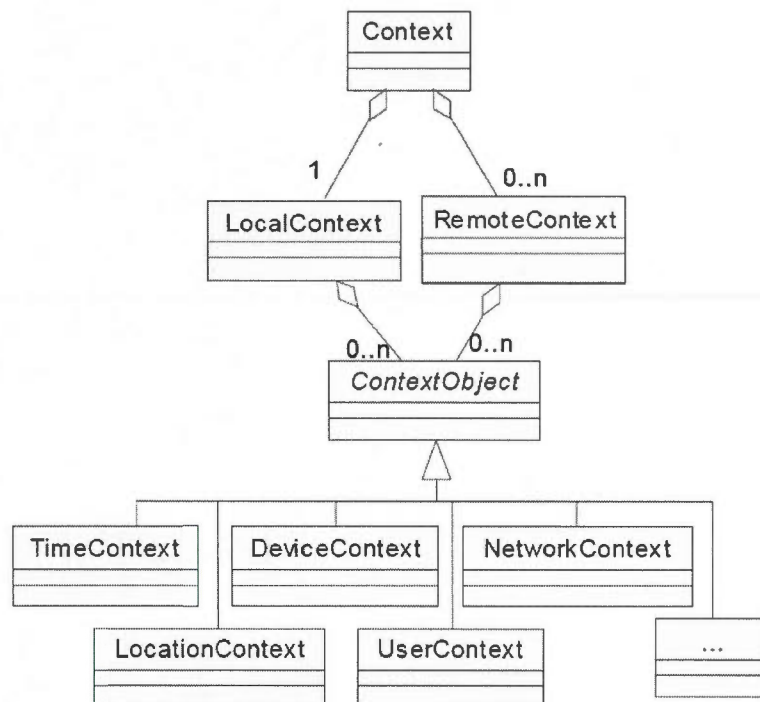 Context
1
0..n
LocalContext
RemoteContext
0..n
0..n
ContextObject
TimeContext
DeviceContext
NetworkContext
LocationContext
UserContext
...